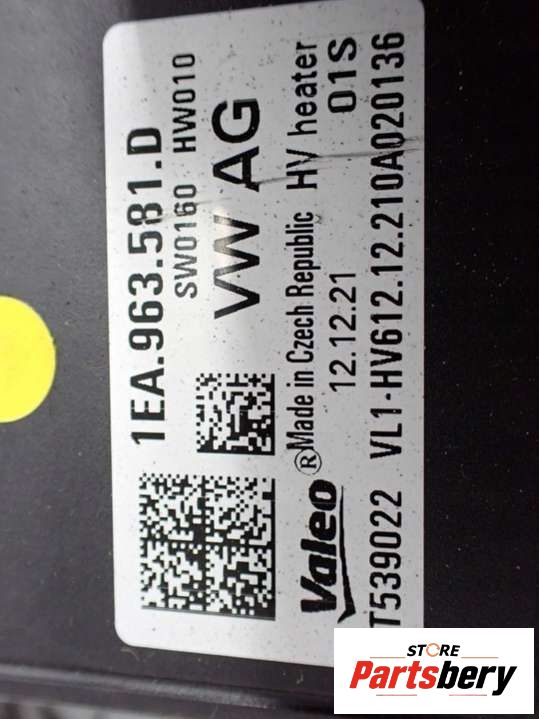 1EA.963.581.D
SW0160 HW010
VW AG
Valeo® Made in Czech Republic HV heater
12.12.21 01S
T539022 VL1-HV612.12.210A020136
STORE
Partsbery